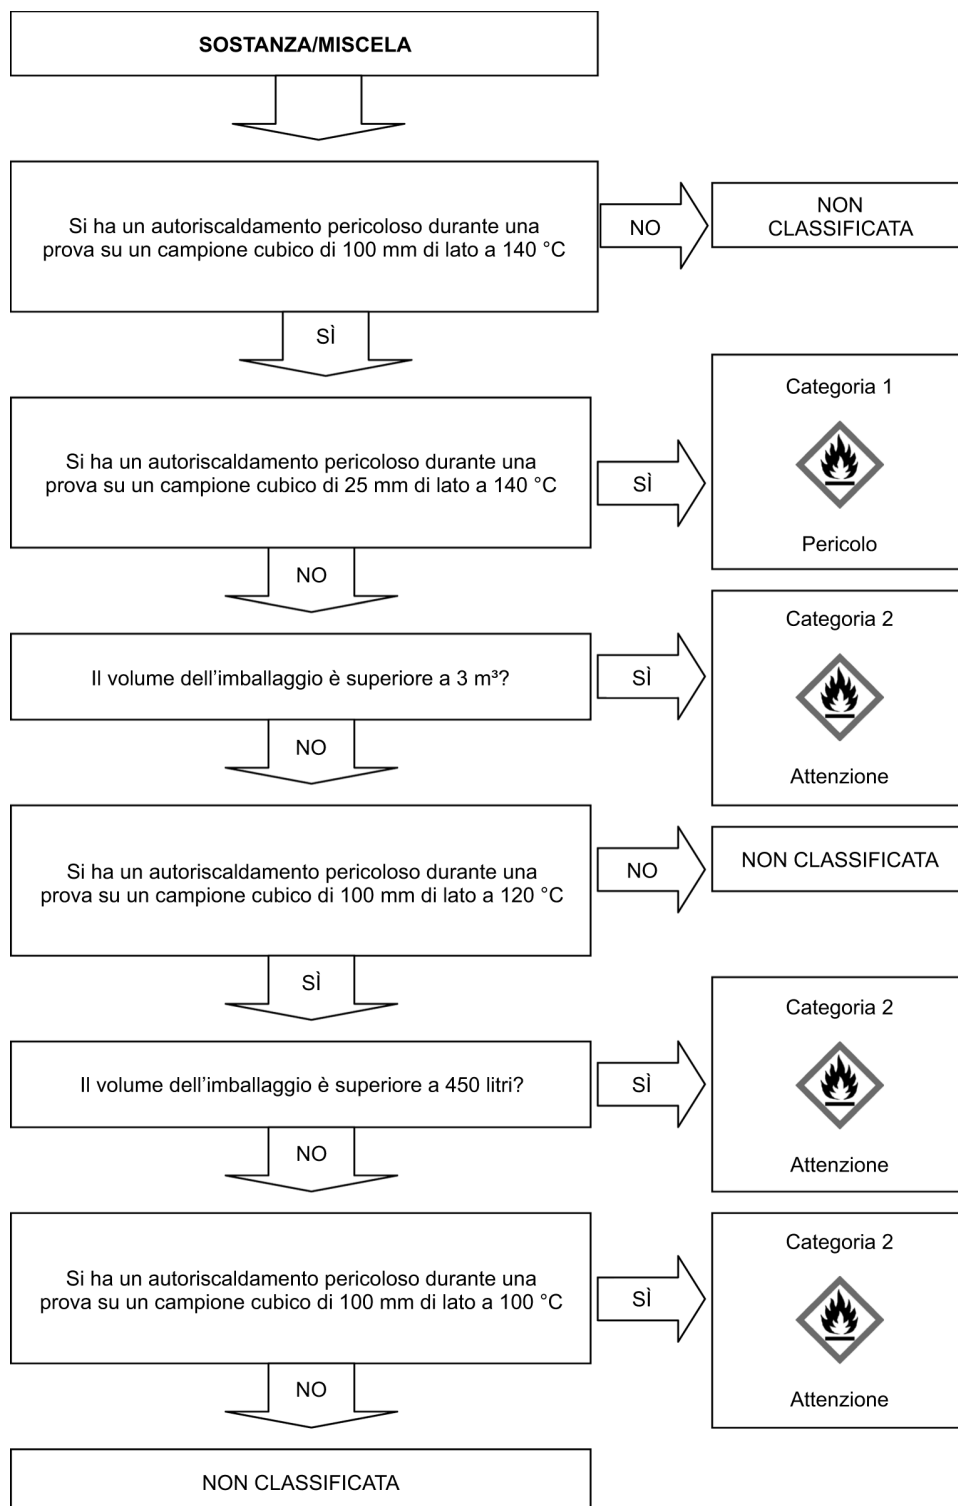 SOSTANZA/MISCELA
Si ha un autoriscaldamento pericoloso durante una
prova su un campione cubico di 100 mm di lato a 140 °C
NO
NON
CLASSIFICATA
SÌ
Si ha un autoriscaldamento pericoloso durante una
prova su un campione cubico di 25 mm di lato a 140 °C
SÌ
Categoria 1
Pericolo
NO
Il volume dell’imballaggio è superiore a 3 m³?
SÌ
Categoria 2
Attenzione
NO
Si ha un autoriscaldamento pericoloso durante una
prova su un campione cubico di 100 mm di lato a 120 °C
NO
NON CLASSIFICATA
SÌ
Il volume dell’imballaggio è superiore a 450 litri?
SÌ
Categoria 2
Attenzione
NO
Si ha un autoriscaldamento pericoloso durante una
prova su un campione cubico di 100 mm di lato a 100 °C
SÌ
Categoria 2
Attenzione
NO
NON CLASSIFICATA